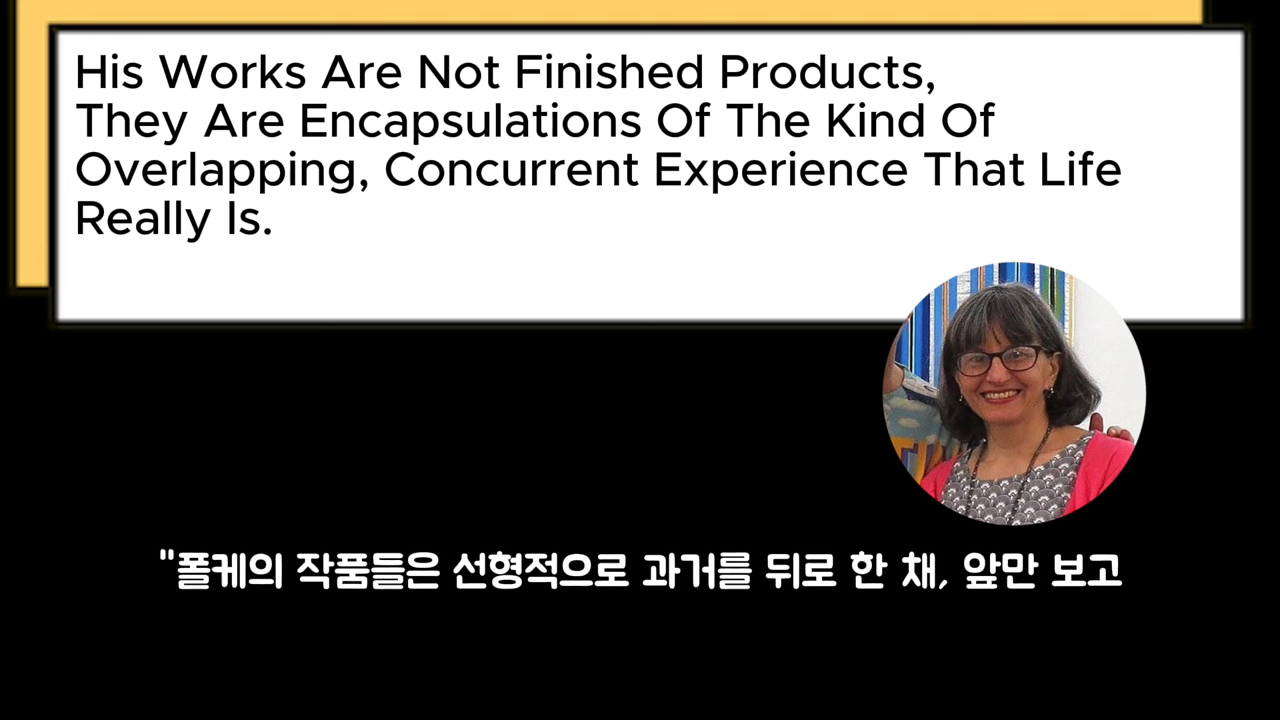 His Works Are Not Finished Products,
They Are Encapsulations Of The Kind Of
Overlapping, Concurrent Experience That Life
Really Is.
"폴케의 작품들은 선형적으로 과거를 뒤로 한 채, 앞만 보고